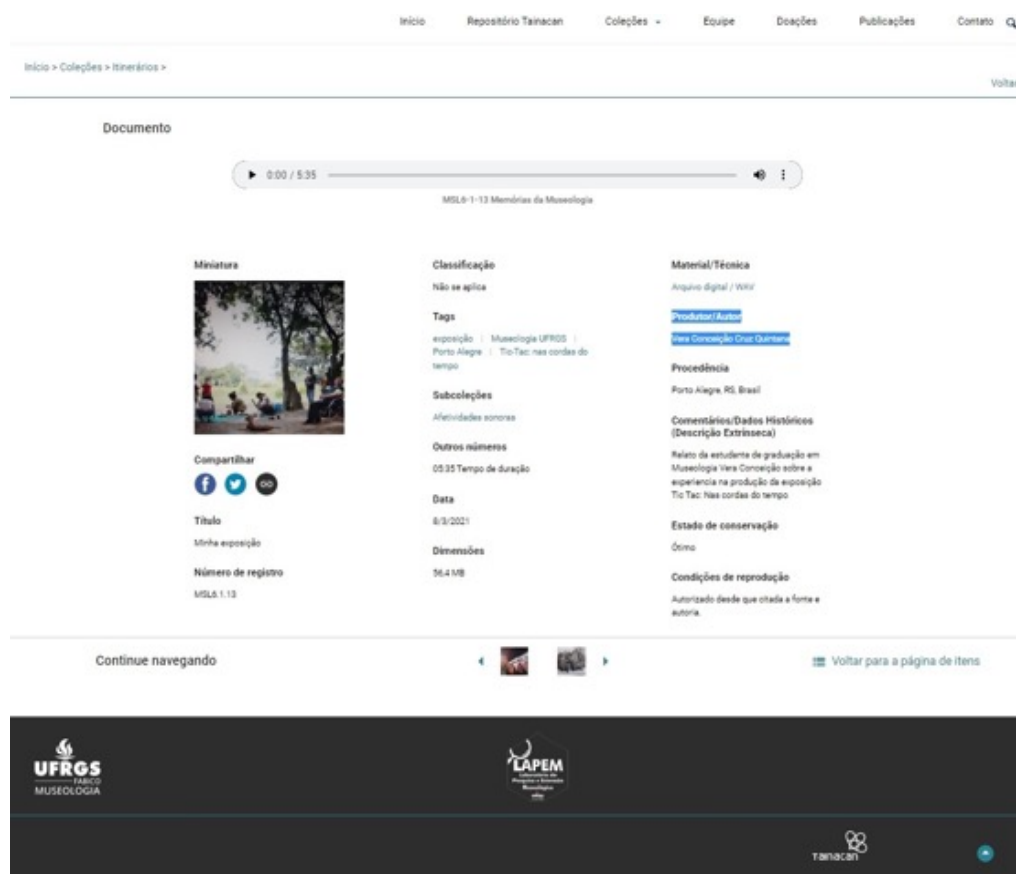 Início Repositório Tainacan Coleções Equipe Doações Publicações Contato
Início > Coleções > Itinerários >
Voltar
Documento
0:00 / 5:35
MSL6-1-13 Memórias da Museologia
Miniatura
Compartilhar
Título
Minha exposição
Número de registro
MSL6.1.13
Classificação
Não se aplica
Tags
exposição | Museologia UFRGS |
Porto Alegre | Tic-Tac: nas cordas do
tempo
Subcoleções
Afetividades sonoras
Outros números
05:35 Tempo de duração
Data
8/3/2021
Dimensões
56.4 MB
Material/Técnica
Arquivo digital / WAV
Produtor/Autor
Vera Conceição Cruz Quintana
Procedência
Porto Alegre, RS, Brasil
Comentários/Dados Históricos
(Descrição Extrínseca)
Relato da estudante de graduação em
Museologia Vera Conceição sobre a
experiencia na produção da exposição
Tic Tac: Nas cordas do tempo
Estado de conservação
Ótimo
Condições de reprodução
Autorizado desde que citada a fonte e
autoria.
Continue navegando
Voltar para a página de itens
UFRGS
FABICO
MUSEOLOGIA
LAPEM
Laboratório de
Pesquisa e Extensão
Museológica
Tainacan